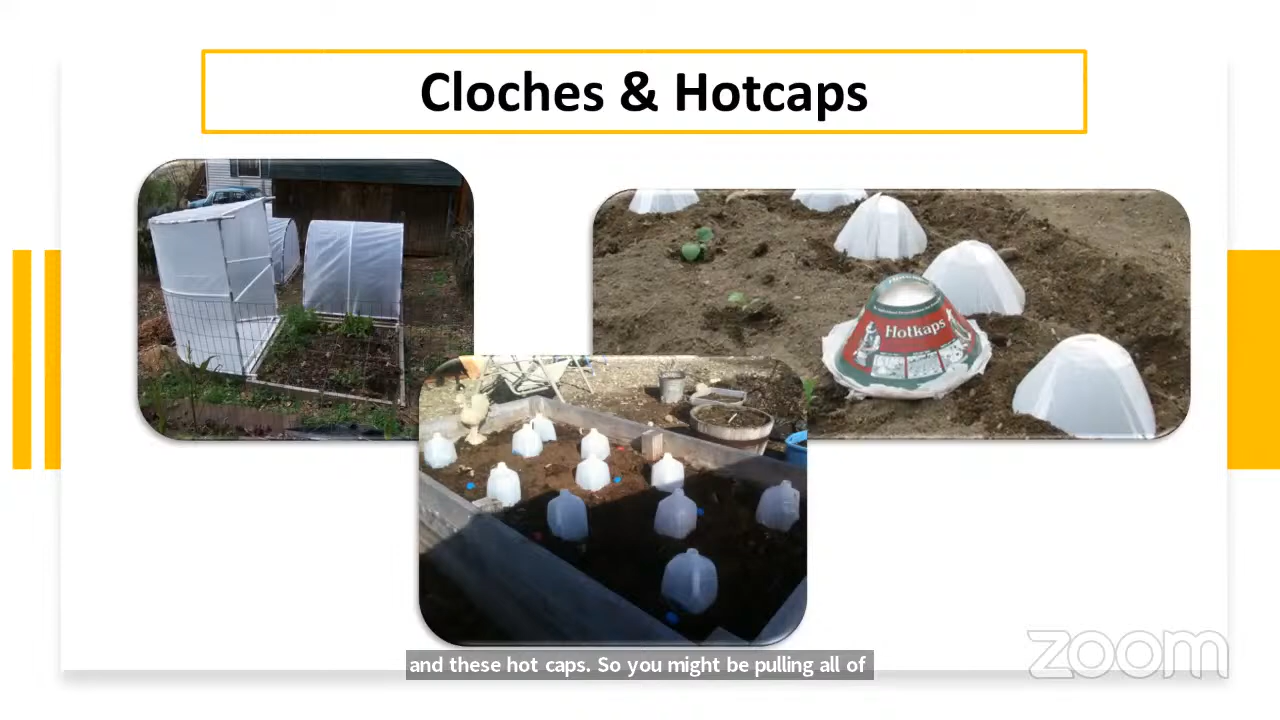 Cloches & Hotcaps
Hotkaps
and these hot caps. So you might be pulling all of
zoom